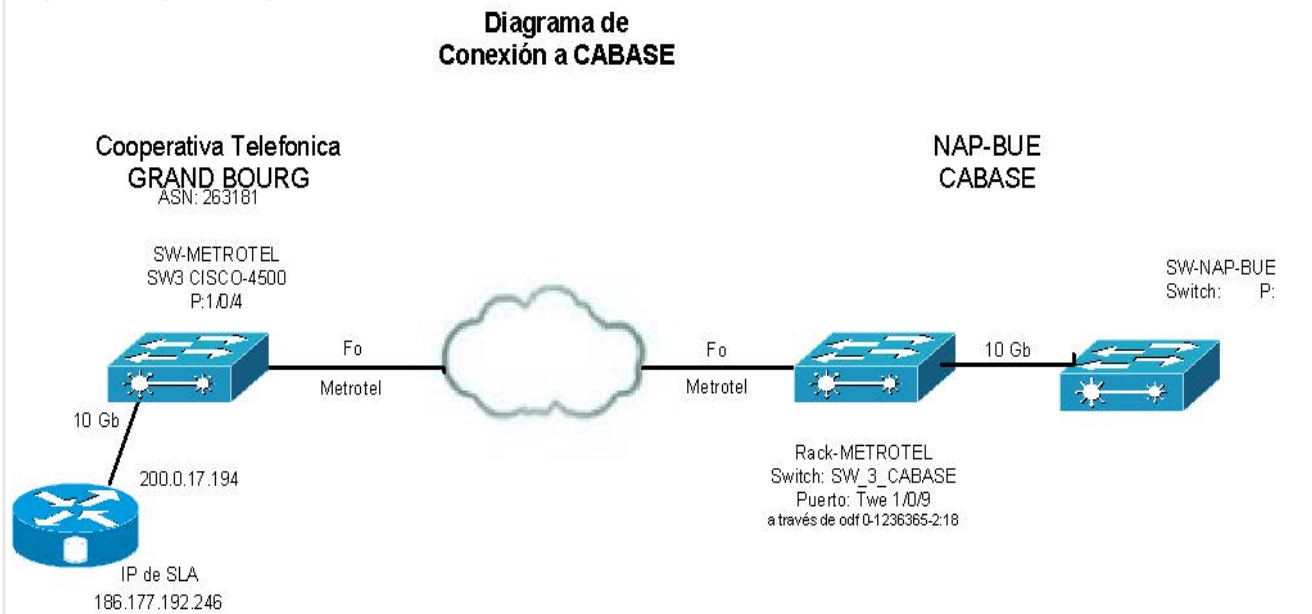 Diagrama de
Conexión a CABASE
Cooperativa Telefonica
GRAND BOURG
ASN: 263181
NAP-BUE
CABASE
SW-METROTEL
SW3 CISCO-4500
P:1/0/4
SW-NAP-BUE
Switch: P:
Fo
Metrotel
Fo
Metrotel
10 Gb
10 Gb
200.0.17.194
Rack-METROTEL
Switch: SW_3_CABASE
Puerto: Twe 1/0/9
a través de odf 0-1236365-2:18
IP de SLA
186.177.192.246